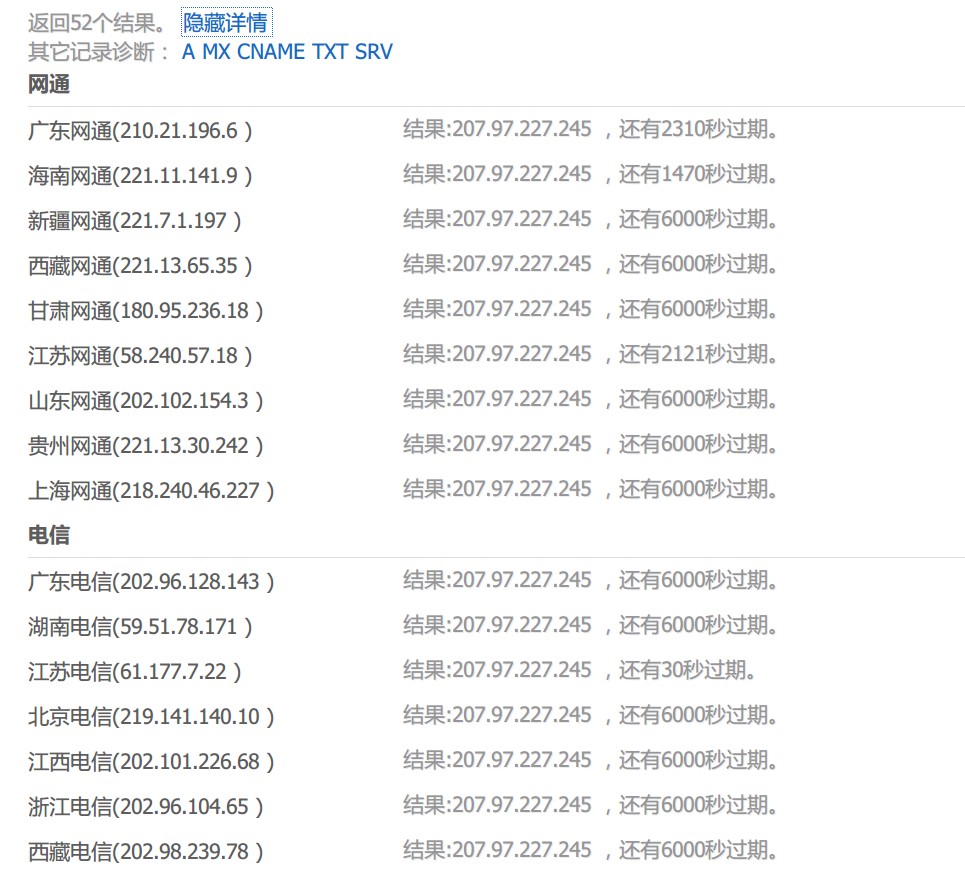 返回52个结果。 隐藏详情
其它记录诊断： A MX CNAME TXT SRV
网通
广东网通(210.21.196.6 ) 结果:207.97.227.245 ，还有2310秒过期。
海南网通(221.11.141.9 ) 结果:207.97.227.245 ，还有1470秒过期。
新疆网通(221.7.1.197 ) 结果:207.97.227.245 ，还有6000秒过期。
西藏网通(221.13.65.35 ) 结果:207.97.227.245 ，还有6000秒过期。
甘肃网通(180.95.236.18 ) 结果:207.97.227.245 ，还有6000秒过期。
江苏网通(58.240.57.18 ) 结果:207.97.227.245 ，还有2121秒过期。
山东网通(202.102.154.3 ) 结果:207.97.227.245 ，还有6000秒过期。
贵州网通(221.13.30.242 ) 结果:207.97.227.245 ，还有6000秒过期。
上海网通(218.240.46.227 ) 结果:207.97.227.245 ，还有6000秒过期。
电信
广东电信(202.96.128.143 ) 结果:207.97.227.245 ，还有6000秒过期。
湖南电信(59.51.78.171 ) 结果:207.97.227.245 ，还有6000秒过期。
江苏电信(61.177.7.22 ) 结果:207.97.227.245 ，还有30秒过期。
北京电信(219.141.140.10 ) 结果:207.97.227.245 ，还有6000秒过期。
江西电信(202.101.226.68 ) 结果:207.97.227.245 ，还有6000秒过期。
浙江电信(202.96.104.65 ) 结果:207.97.227.245 ，还有6000秒过期。
西藏电信(202.98.239.78 ) 结果:207.97.227.245 ，还有6000秒过期。